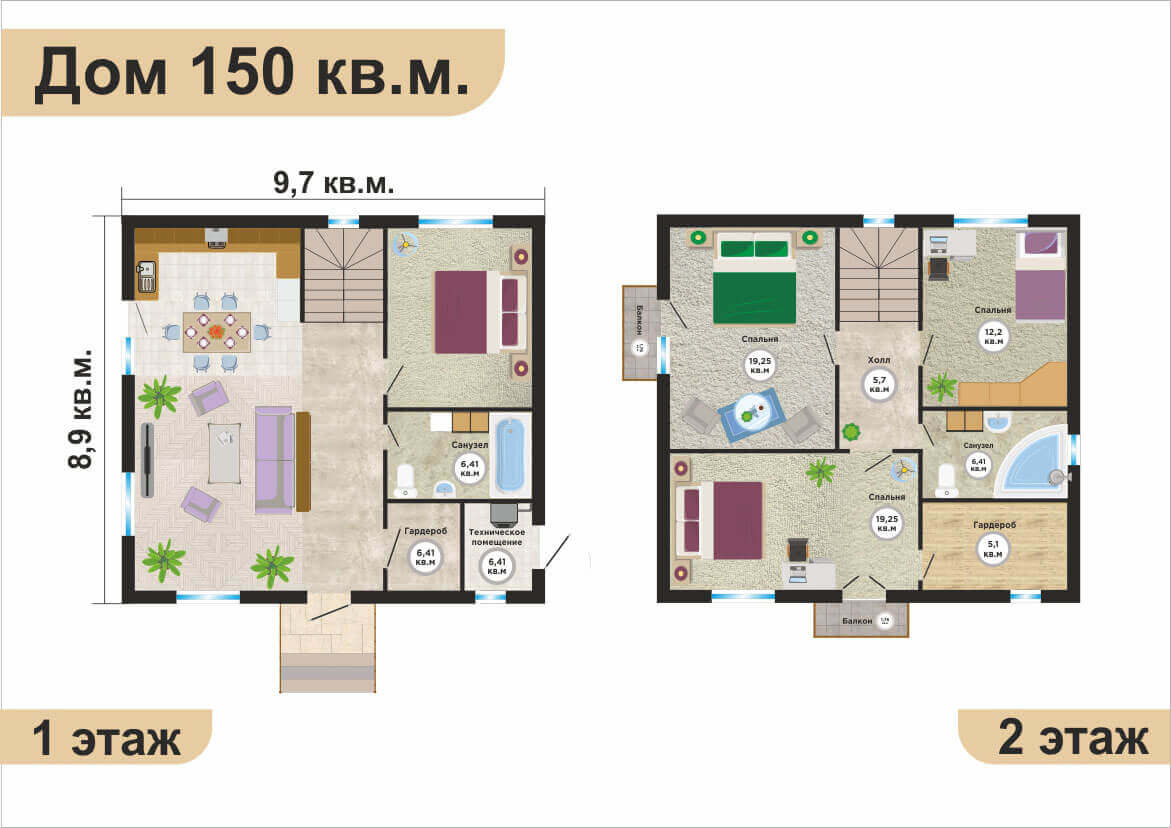 Дом 150 кв.м.
9,7 кв.м.
8,9 кв.м.
Санузел
6,41
кв.м
Гардероб
6,41
кв.м
Техническое
помещение
6,41
кв.м
1 этаж
Балкон
Спальня
19,25
кв.м
Холл
5,7
кв.м
Спальня
12,2
кв.м
Санузел
6,41
кв.м
Спальня
19,25
кв.м
Гардероб
5,1
кв.м
Балкон
2 этаж